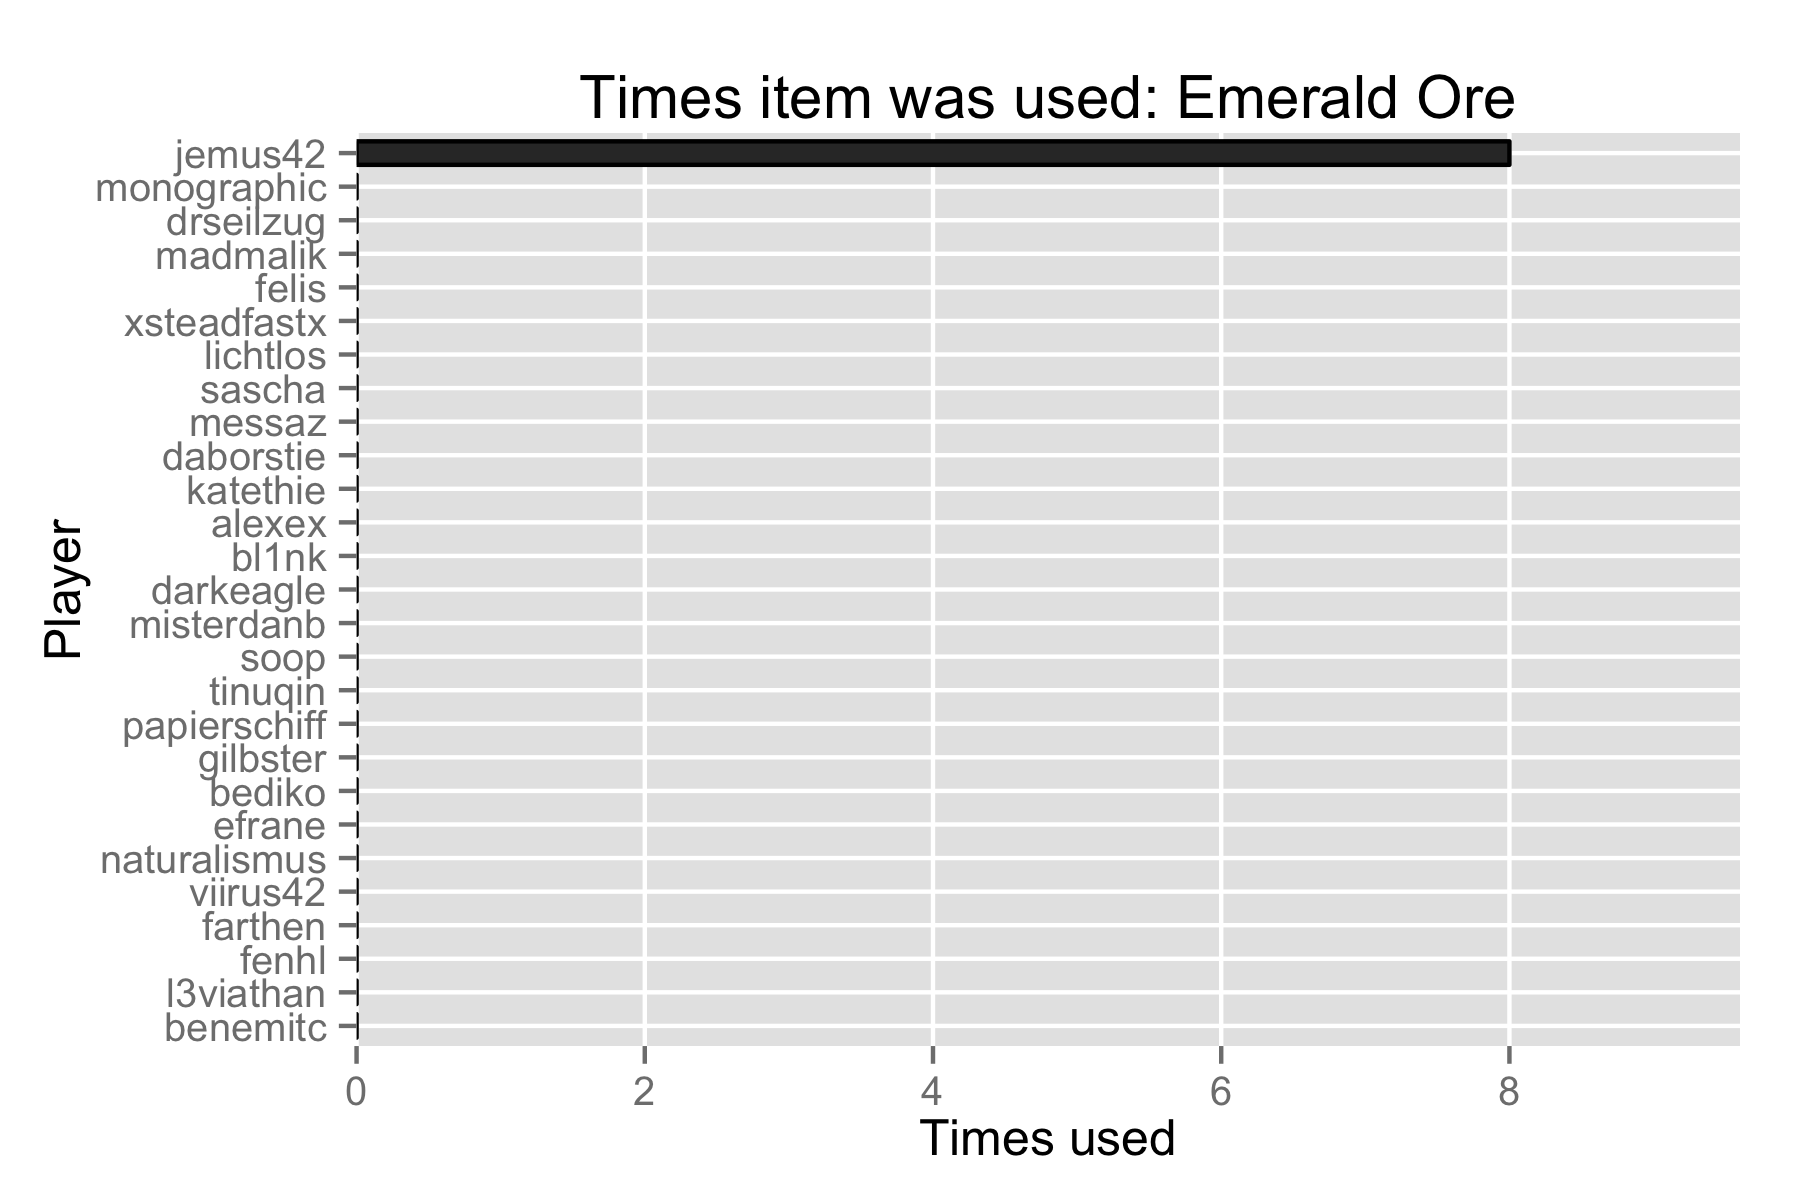 Times item was used: Emerald Ore
Player
jemus42
monographic
drseilzug
madmalik
felis
xsteadfastx
lichtlos
sascha
messaz
daborstie
katethie
alexex
bl1nk
darkeagle
misterdanb
soop
tinuqin
papierschiff
gilbster
bediko
efrane
naturalismus
viirus42
farthen
fenhl
l3viathan
benemitc
0 2 4 6 8
Times used